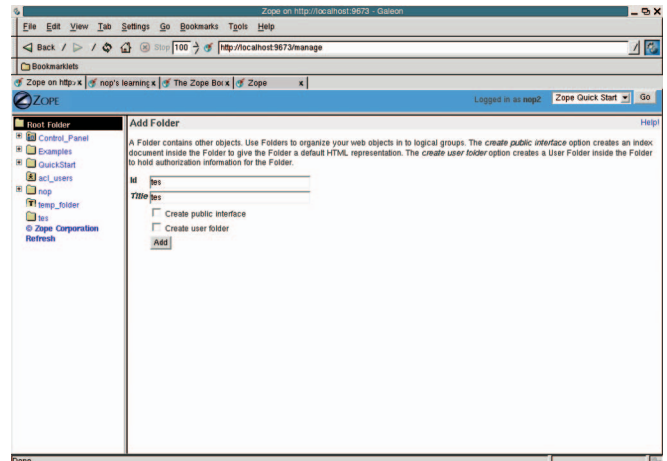 Zope on http://localhost:9673 - Galeon
File Edit View Tab Settings Go Bookmarks Tools Help
Back Stop 100 http://localhost:9673/manage
Bookmarklets
Zope on http:/ x nop's learning x The Zope Bo x Zope x
ZOPE Logged in as nop2 Zope Quick Start Go
Root Folder
Control_Panel
Examples
QuickStart
acl_users
nop
temp_folder
tes
© Zope Corporation
Refresh
Add Folder Help!
A Folder contains other objects. Use Folders to organize your web objects in to logical groups. The create public interface option creates an index
document inside the Folder to give the Folder a default HTML representation. The create user folder option creates a User Folder inside the Folder
to hold authorization information for the Folder.
Id tes
Title tes
Create public interface
Create user folder
Add
Done